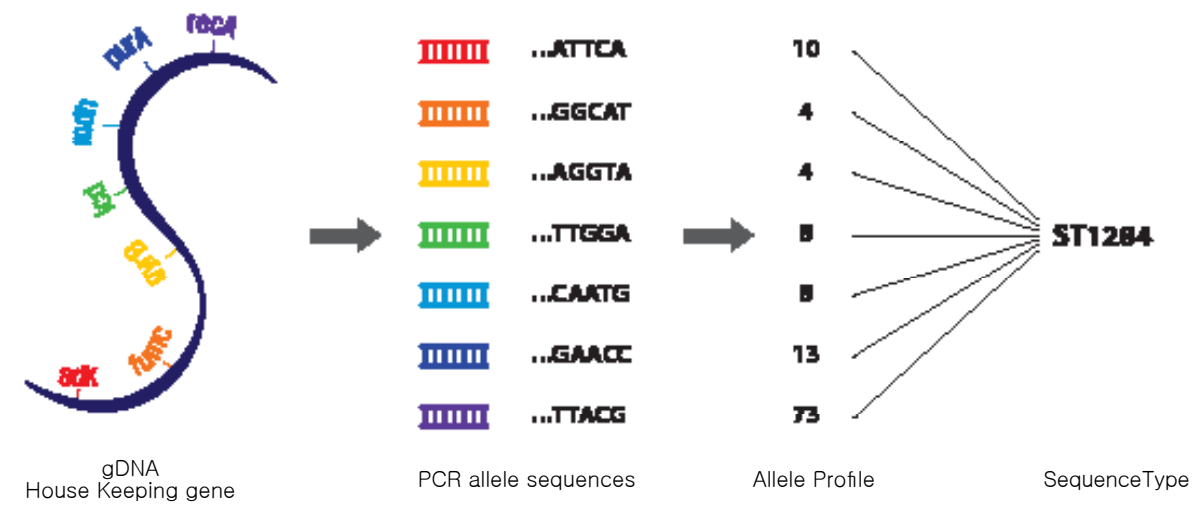 recA
purA
mdh
icd
gyrB
fumC
adK
...ATTCA
...GGCAT
...AGGTA
...TTGGA
...CAATG
...GAACC
...TTACG
10
4
4
8
8
13
73
ST1284
gDNA
House Keeping gene
PCR allele sequences
Allele Profile
SequenceType